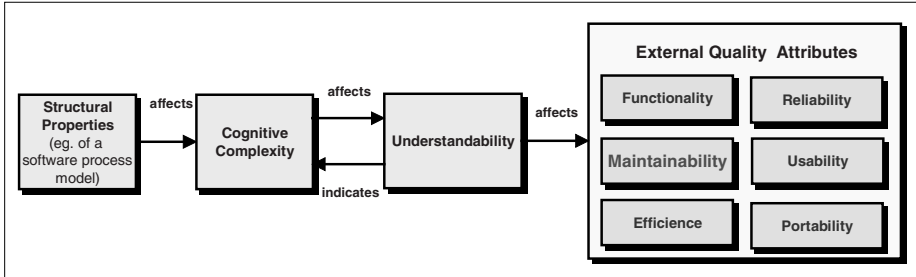 Structural
Properties
(eg. of a
software process
model)
affects
Cognitive
Complexity
affects
indicates
Understandability
affects
External Quality Attributes
Functionality
Reliability
Maintainability
Usability
Efficience
Portability